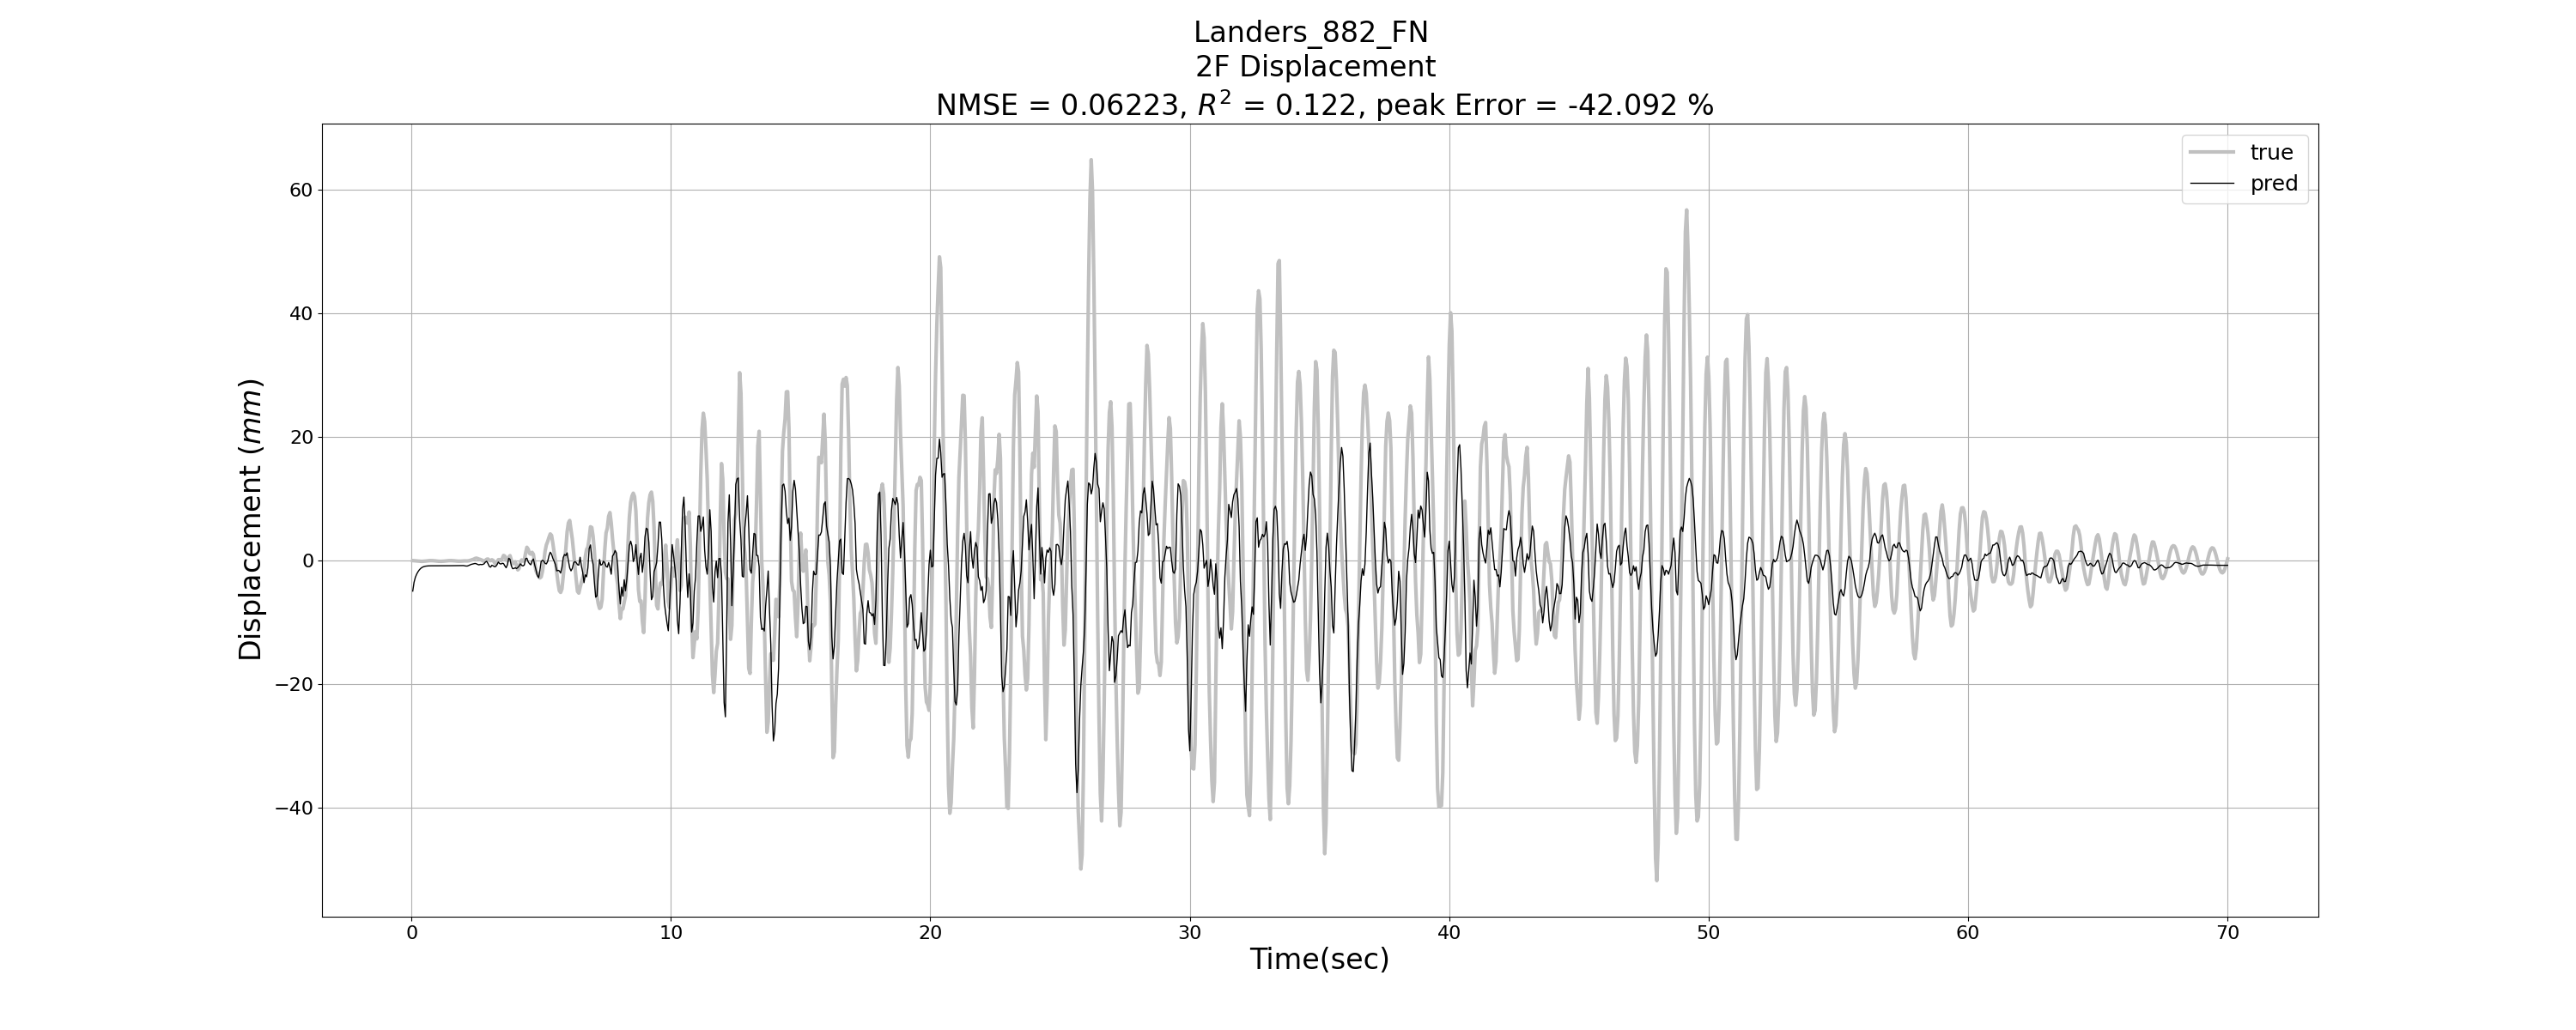 Landers_882_FN
2F Displacement
NMSE = 0.06223, R² = 0.122, peak Error = -42.092 %
true
pred
Displacement (mm)
60
40
20
0
−20
−40
0 10 20 30 40 50 60 70
Time(sec)